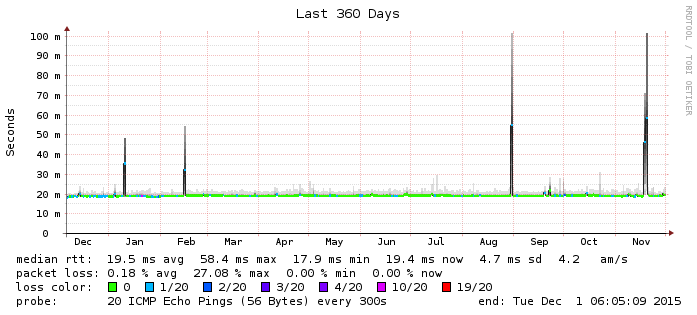 Last 360 Days
RRDTOOL / TOBI OETIKER
Seconds
100 m
90 m
80 m
70 m
60 m
50 m
40 m
30 m
20 m
10 m
0
Dec Jan Feb Mar Apr May Jun Jul Aug Sep Oct Nov
median rtt: 19.5 ms avg 58.4 ms max 17.9 ms min 19.4 ms now 4.7 ms sd 4.2 am/s
packet loss: 0.18 % avg 27.08 % max 0.00 % min 0.00 % now
loss color: 0 1/20 2/20 3/20 4/20 10/20 19/20
probe: 20 ICMP Echo Pings (56 Bytes) every 300s end: Tue Dec 1 06:05:09 2015